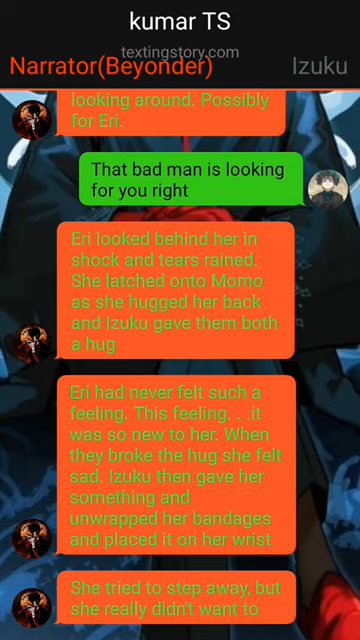 kumar TS
textingstory.com
Narrator(Beyonder)
Izuku
looking around. Possibly
for Eri.
That bad man is looking
for you right
Eri looked behind her in
shock and tears rained.
She latched onto Momo
as she hugged her back
and Izuku gave them both
a hug
Eri had never felt such a
feeling. This feeling. . .it
was so new to her. When
they broke the hug she felt
sad. Izuku then gave her
something and
unwrapped her bandages
and placed it on her wrist
She tried to step away, but
she really didn't want to